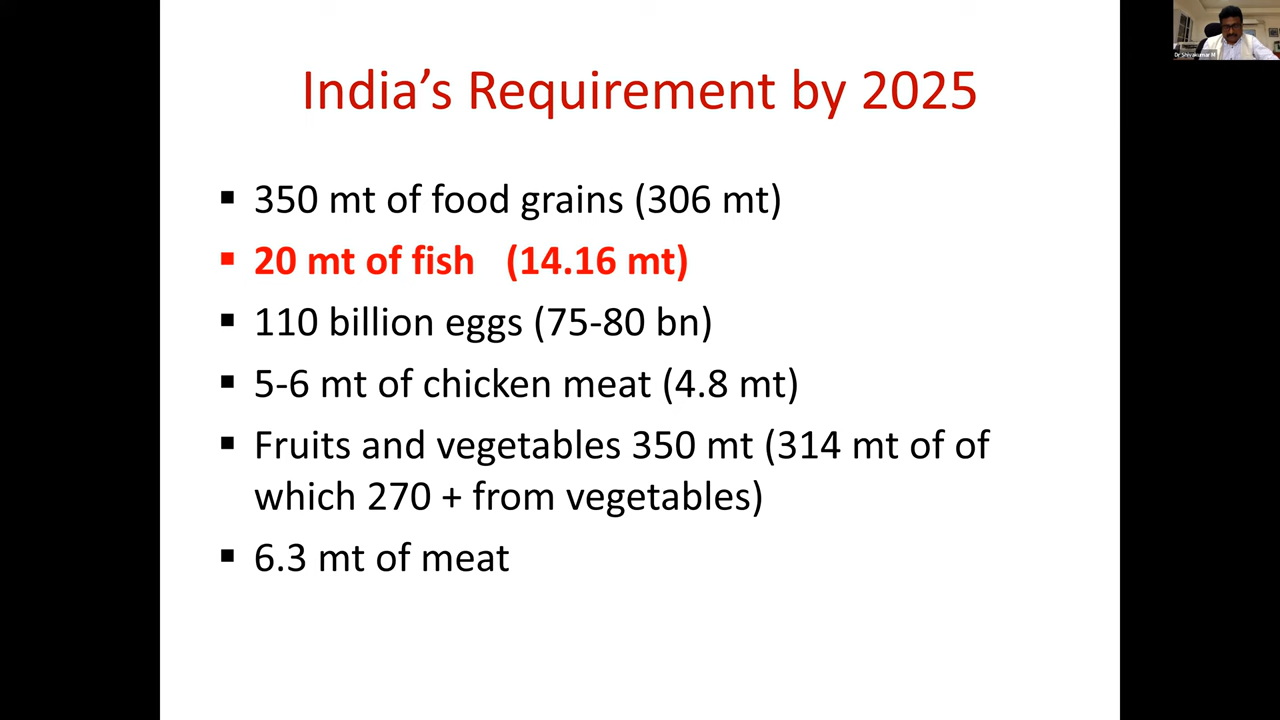 India's Requirement by 2025
▪ 350 mt of food grains (306 mt)
▪ 20 mt of fish (14.16 mt)
▪ 110 billion eggs (75-80 bn)
▪ 5-6 mt of chicken meat (4.8 mt)
▪ Fruits and vegetables 350 mt (314 mt of of
which 270 + from vegetables)
▪ 6.3 mt of meat
Dr Shivakumar M